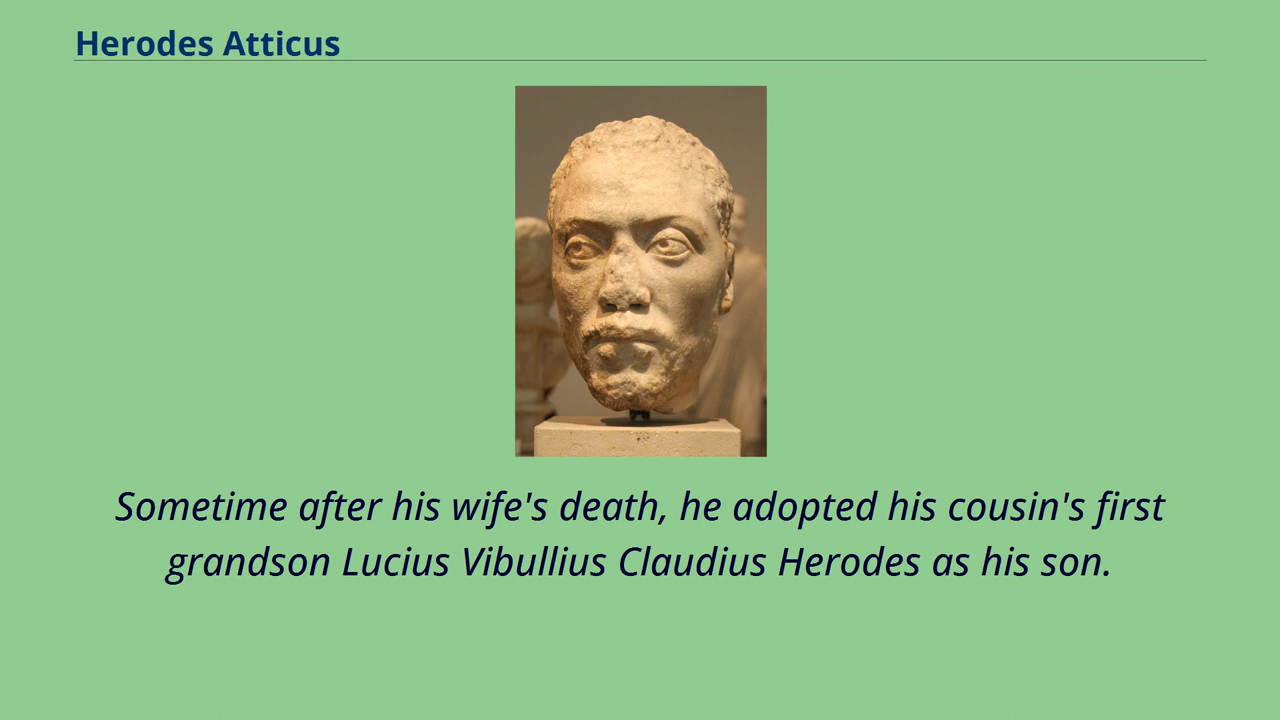 Herodes Atticus
Sometime after his wife's death, he adopted his cousin's first
grandson Lucius Vibullius Claudius Herodes as his son.